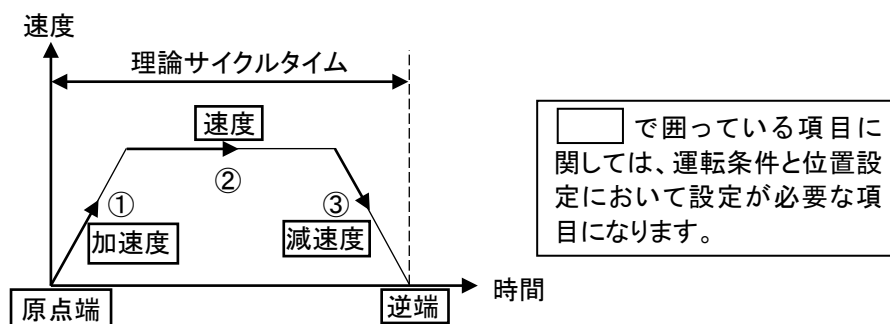 速度
理論サイクルタイム
速度
②
①
③
加速度
減速度
時間
原点端
逆端
で囲っている項目に
関しては、運転条件と位置設
定において設定が必要な項
目になります。